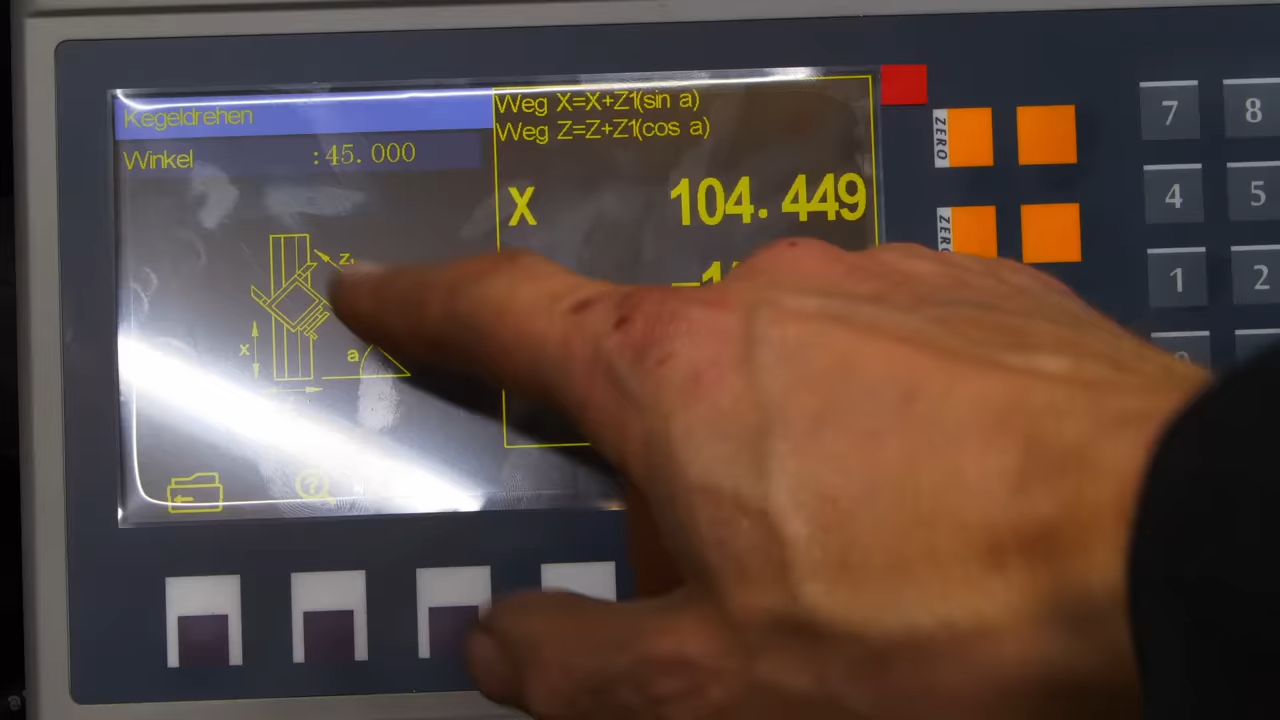 Kegeldrehen
Winkel :45.000
Weg X=X+Z1(sin a)
Weg Z=Z+Z1(cos a)
X 104.449
Z₁
X
a
?
ZERO
ZERO
7 8
4 5
1 2